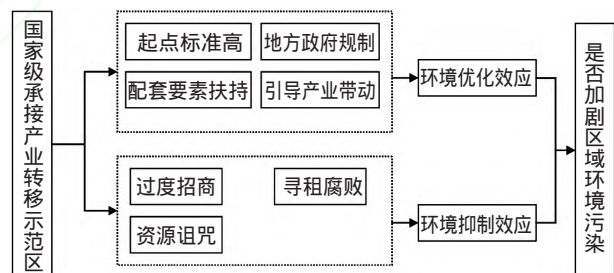 国家级承接产业转移示范区
起点标准高
地方政府规制
配套要素扶持
引导产业带动
环境优化效应
过度招商
寻租腐败
资源诅咒
环境抑制效应
是否加剧区域环境污染